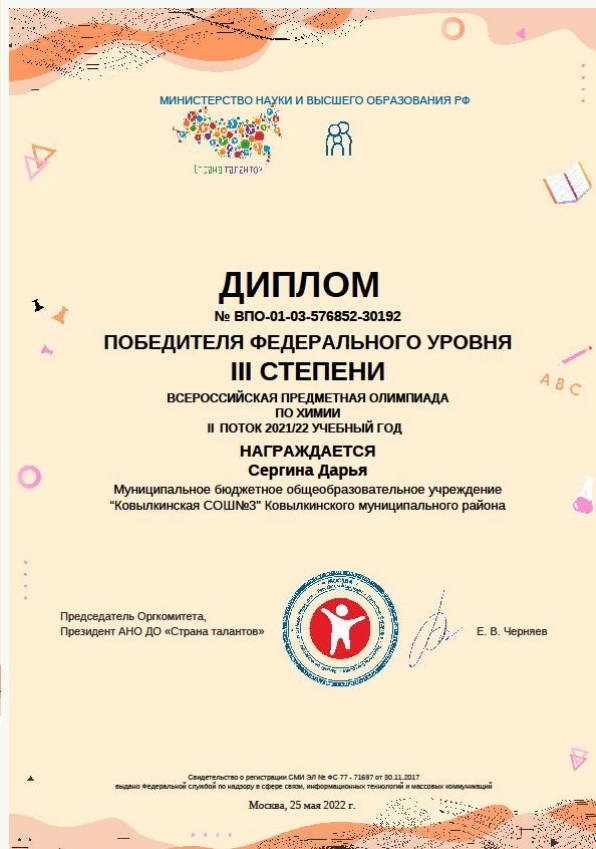 МИНИСТЕРСТВО НАУКИ И ВЫСШЕГО ОБРАЗОВАНИЯ РФ
Страна талантов
ДИПЛОМ
№ ВПО-01-03-576852-30192
ПОБЕДИТЕЛЯ ФЕДЕРАЛЬНОГО УРОВНЯ
III СТЕПЕНИ
ВСЕРОССИЙСКАЯ ПРЕДМЕТНАЯ ОЛИМПИАДА
ПО ХИМИИ
II ПОТОК 2021/22 УЧЕБНЫЙ ГОД
НАГРАЖДАЕТСЯ
Сергина Дарья
Муниципальное бюджетное общеобразовательное учреждение
"Ковылкинская СОШ№3" Ковылкинского муниципального района
Председатель Оргкомитета,
Президент АНО ДО «Страна талантов»
Е. В. Черняев
Свидетельство о регистрации СМИ ЭЛ № ФС 77 - 71697 от 30.11.2017
выдано Федеральной службой по надзору в сфере связи, информационных технологий и массовых коммуникаций
Москва, 25 мая 2022 г.
A B C